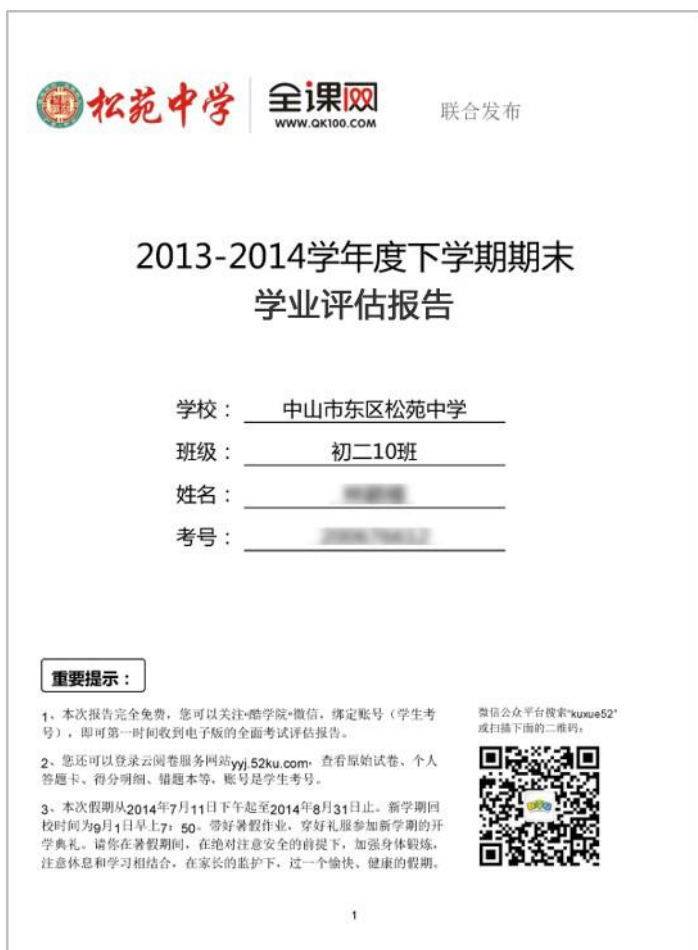 松苑中学 全课100 联合发布
WWW.QK100.COM
2013-2014学年度下学期期末
学业评估报告
学校：中山市东区松苑中学
班级：初二10班
姓名：
考号：
重要提示：
1、本次报告完全免费，您可以关注“酷学院”微信，绑定账号（学生考
号），即可第一时间收到电子版的全面考试评估报告。
2、您还可以登录云阅卷服务网站yyj.52ku.com，查看原始试卷、个人
答题卡、得分明细、错题本等，账号是学生考号。
3、本次假期从2014年7月11日下午起至2014年8月31日止。新学期回
校时间为9月1日早上7：50。带好暑假作业，穿好礼服参加新学期的开
学典礼。请你在暑假期间，在绝对注意安全的前提下，加强身体锻炼，
注意休息和学习相结合，在家长的监护下，过一个愉快、健康的假期。
微信公众平台搜索“kuxue52”
或扫描下面的二维码：
1